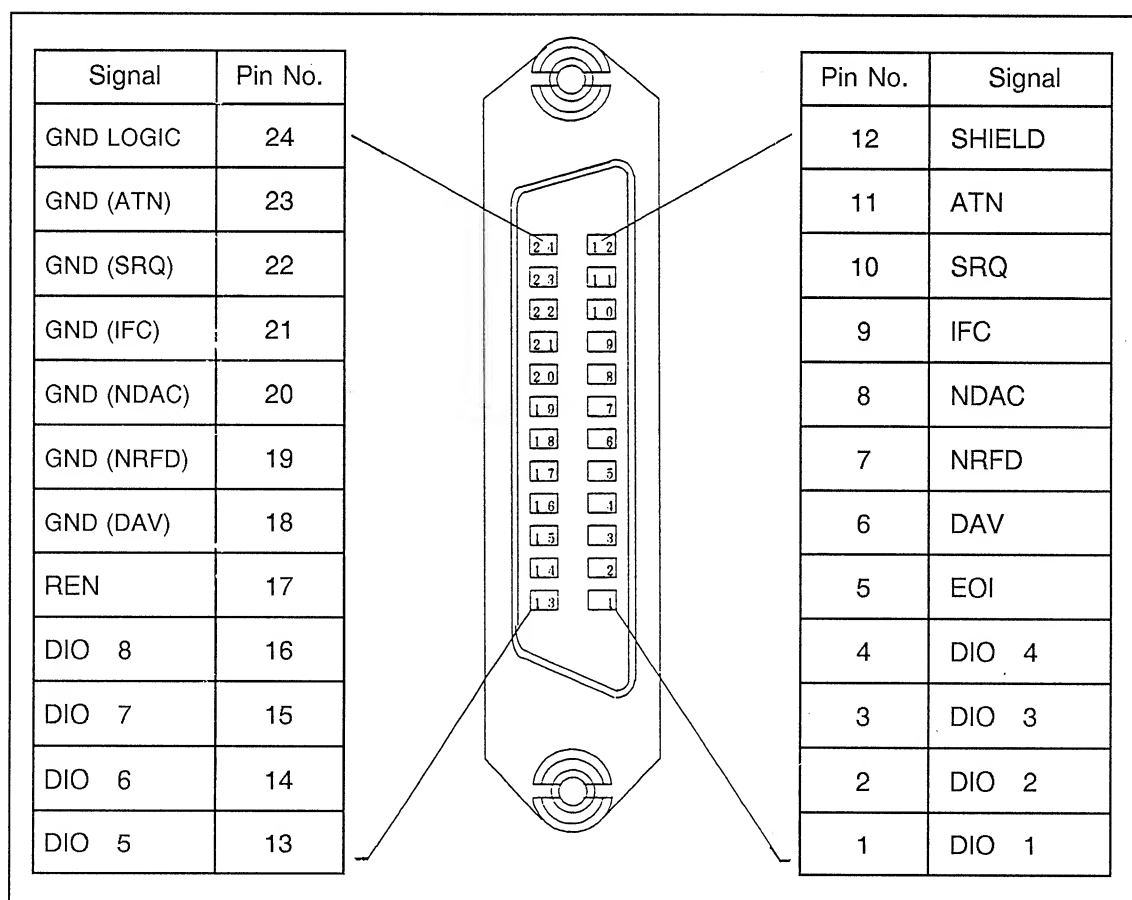 Signal Pin No.
GND LOGIC 24
GND (ATN) 23
GND (SRQ) 22
GND (IFC) 21
GND (NDAC) 20
GND (NRFD) 19
GND (DAV) 18
REN 17
DIO 8 16
DIO 7 15
DIO 6 14
DIO 5 13
24 12
23 11
22 10
21 9
20 8
19 7
18 6
17 5
16 4
15 3
14 2
13 1
Pin No. Signal
12 SHIELD
11 ATN
10 SRQ
9 IFC
8 NDAC
7 NRFD
6 DAV
5 EOI
4 DIO 4
3 DIO 3
2 DIO 2
1 DIO 1